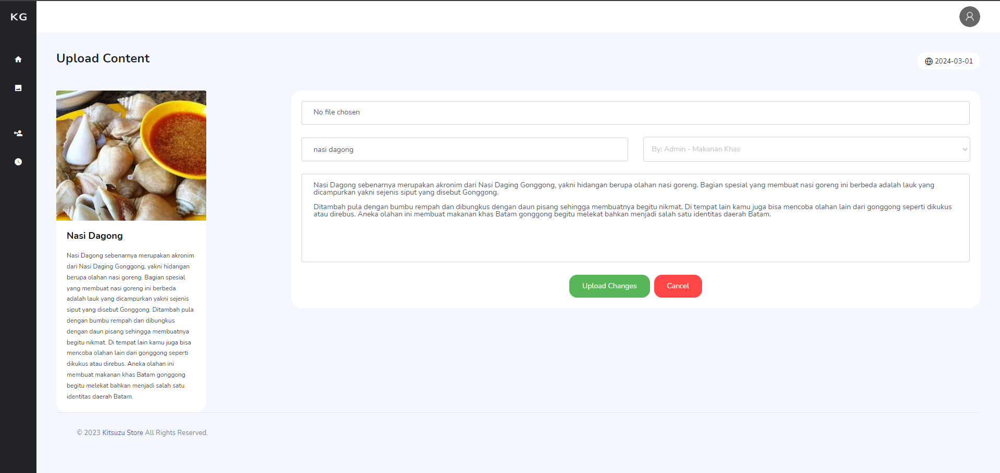 KG
Upload Content
2024-03-01
No file chosen
nasi dagong
By: Admin - Makanan Khas
Nasi Dagong sebenarnya merupakan akronim dari Nasi Daging Gonggong, yakni hidangan berupa olahan nasi goreng. Bagian spesial yang membuat nasi goreng ini berbeda adalah lauk yang
dicampurkan yakni sejenis siput yang disebut Gonggong.
Ditambah pula dengan bumbu rempah dan dibungkus dengan daun pisang sehingga membuatnya begitu nikmat. Di tempat lain kamu juga bisa mencoba olahan lain dari gonggong seperti dikukus
atau direbus. Aneka olahan ini membuat makanan khas Batam gonggong begitu melekat bahkan menjadi salah satu identitas daerah Batam.
Upload Changes
Cancel
Nasi Dagong
Nasi Dagong sebenarnya merupakan akronim
dari Nasi Daging Gonggong, yakni hidangan
berupa olahan nasi goreng. Bagian spesial
yang membuat nasi goreng ini berbeda
adalah lauk yang dicampurkan yakni sejenis
siput yang disebut Gonggong. Ditambah pula
dengan bumbu rempah dan dibungkus
dengan daun pisang sehingga membuatnya
begitu nikmat. Di tempat lain kamu juga bisa
mencoba olahan lain dari gonggong seperti
dikukus atau direbus. Aneka olahan ini
membuat makanan khas Batam gonggong
begitu melekat bahkan menjadi salah satu
identitas daerah Batam.
© 2023 Kitsuzu Store All Rights Reserved.